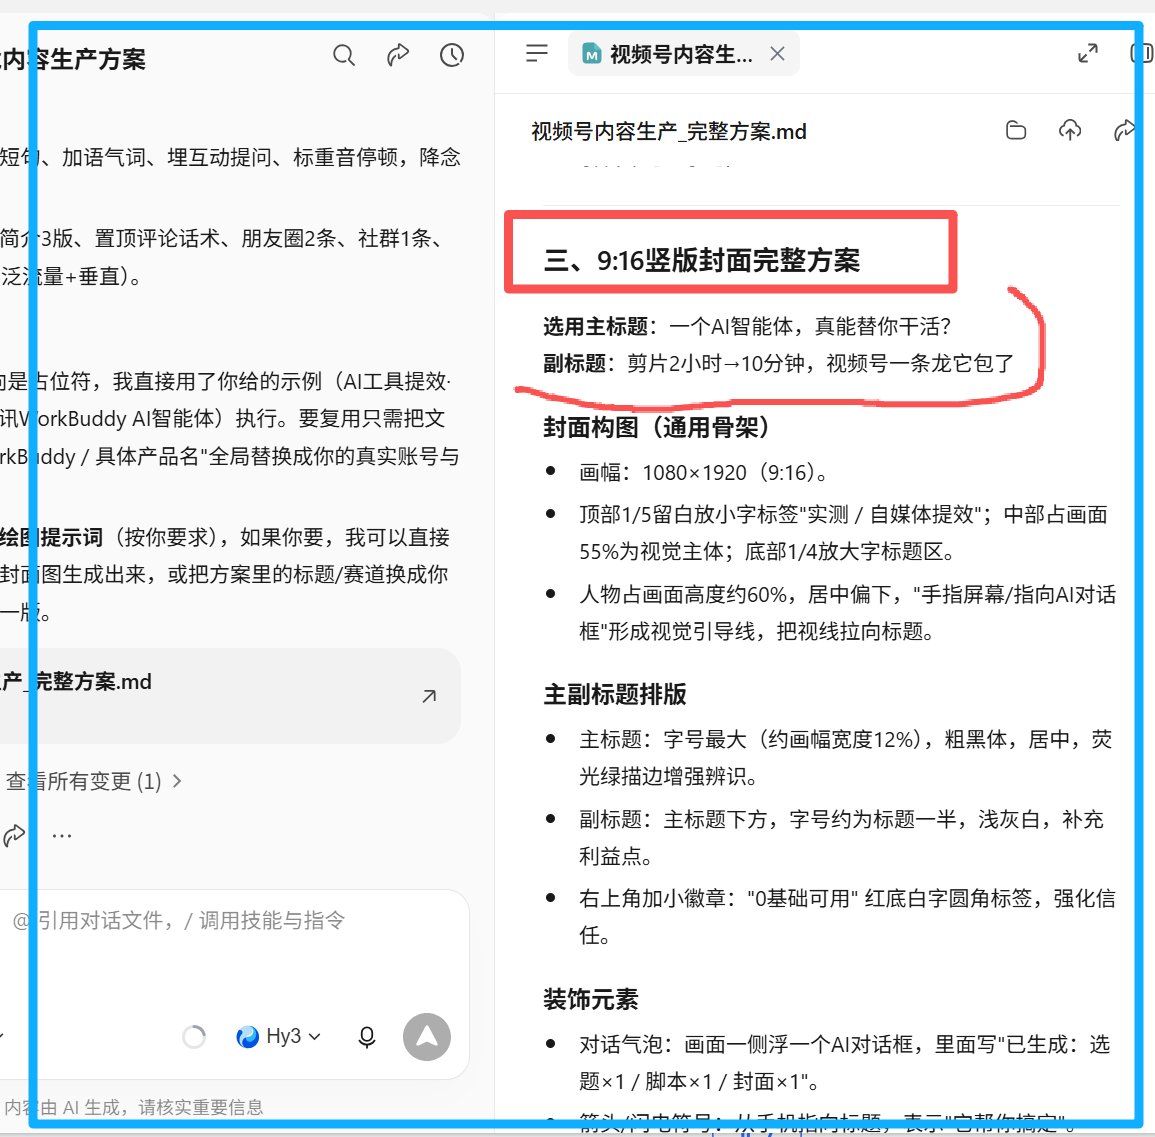 内容生产方案
短句、加语气词、埋互动提问、标重音停顿，降念
简介3版、置顶评论话术、朋友圈2条、社群1条、
泛流量+垂直）。
向是占位符，我直接用了你给的示例（AI工具提效·
讯WorkBuddy AI智能体）执行。要复用只需把文
rkBuddy / 具体产品名"全局替换成你的真实账号与
绘图提示词（按你要求），如果你要，我可以直接
封面图生成出来，或把方案里的标题/赛道换成你
一版。
产_完整方案.md
查看所有变更 (1)
@ 引用对话文件，/ 调用技能与指令
Hy3
内容由 AI 生成，请核实重要信息
视频号内容生...
视频号内容生产_完整方案.md
三、9:16竖版封面完整方案
选用主标题：一个AI智能体，真能替你干活？
副标题：剪片2小时→10分钟，视频号一条龙它包了
封面构图（通用骨架）
画幅：1080×1920（9:16）。
顶部1/5留白放小字标签"实测 / 自媒体提效"；中部占画面
55%为视觉主体；底部1/4放大字标题区。
人物占画面高度约60%，居中偏下，"手指屏幕/指向AI对话
框"形成视觉引导线，把视线拉向标题。
主副标题排版
主标题：字号最大（约画幅宽度12%），粗黑体，居中，荧
光绿描边增强辨识。
副标题：主标题下方，字号约为标题一半，浅灰白，补充
利益点。
右上角加小徽章："0基础可用" 红底白字圆角标签，强化信
任。
装饰元素
对话气泡：画面一侧浮一个AI对话框，里面写"已生成：选
题×1 / 脚本×1 / 封面×1"。
箭头/闪电符号：从手机指向标题，表示"它帮你搞定"。